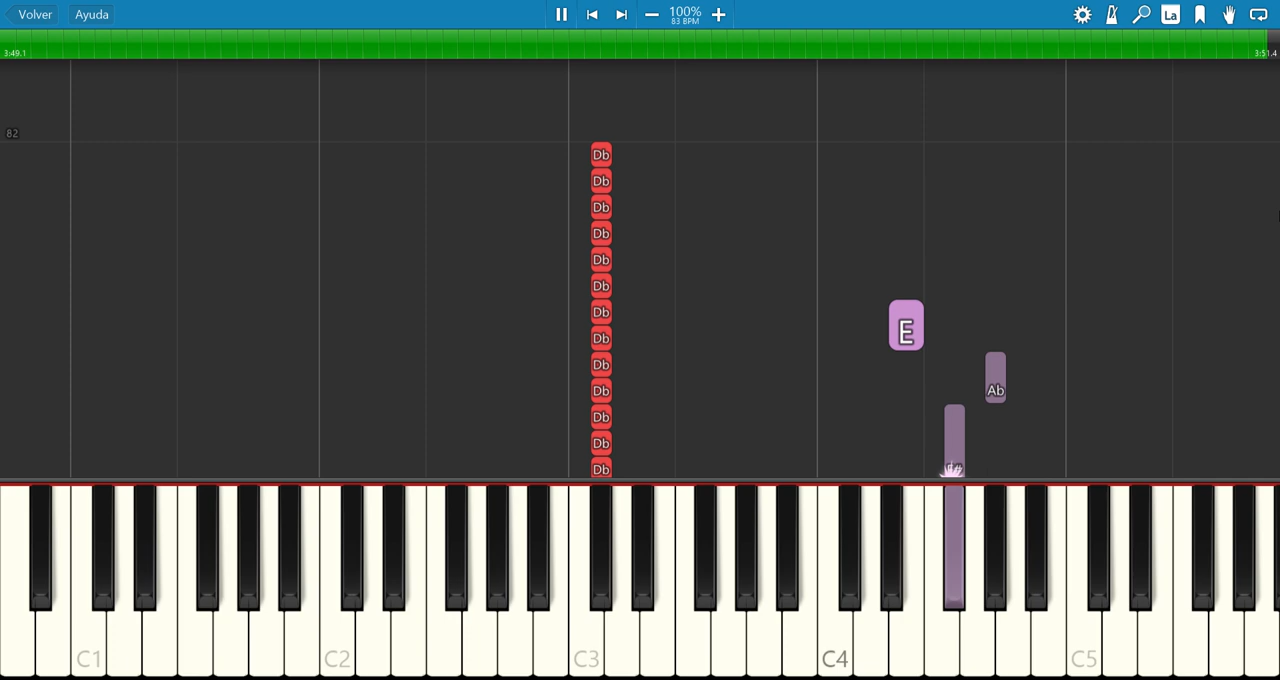 Volver Ayuda 100% La
83 BPM
3:49.1 3:51.4
82
Db
Db
Db
Db
Db
Db
Db
E
Db
Db
Db Ab
Db
Db
Db
C1 C2 C3 C4 C5